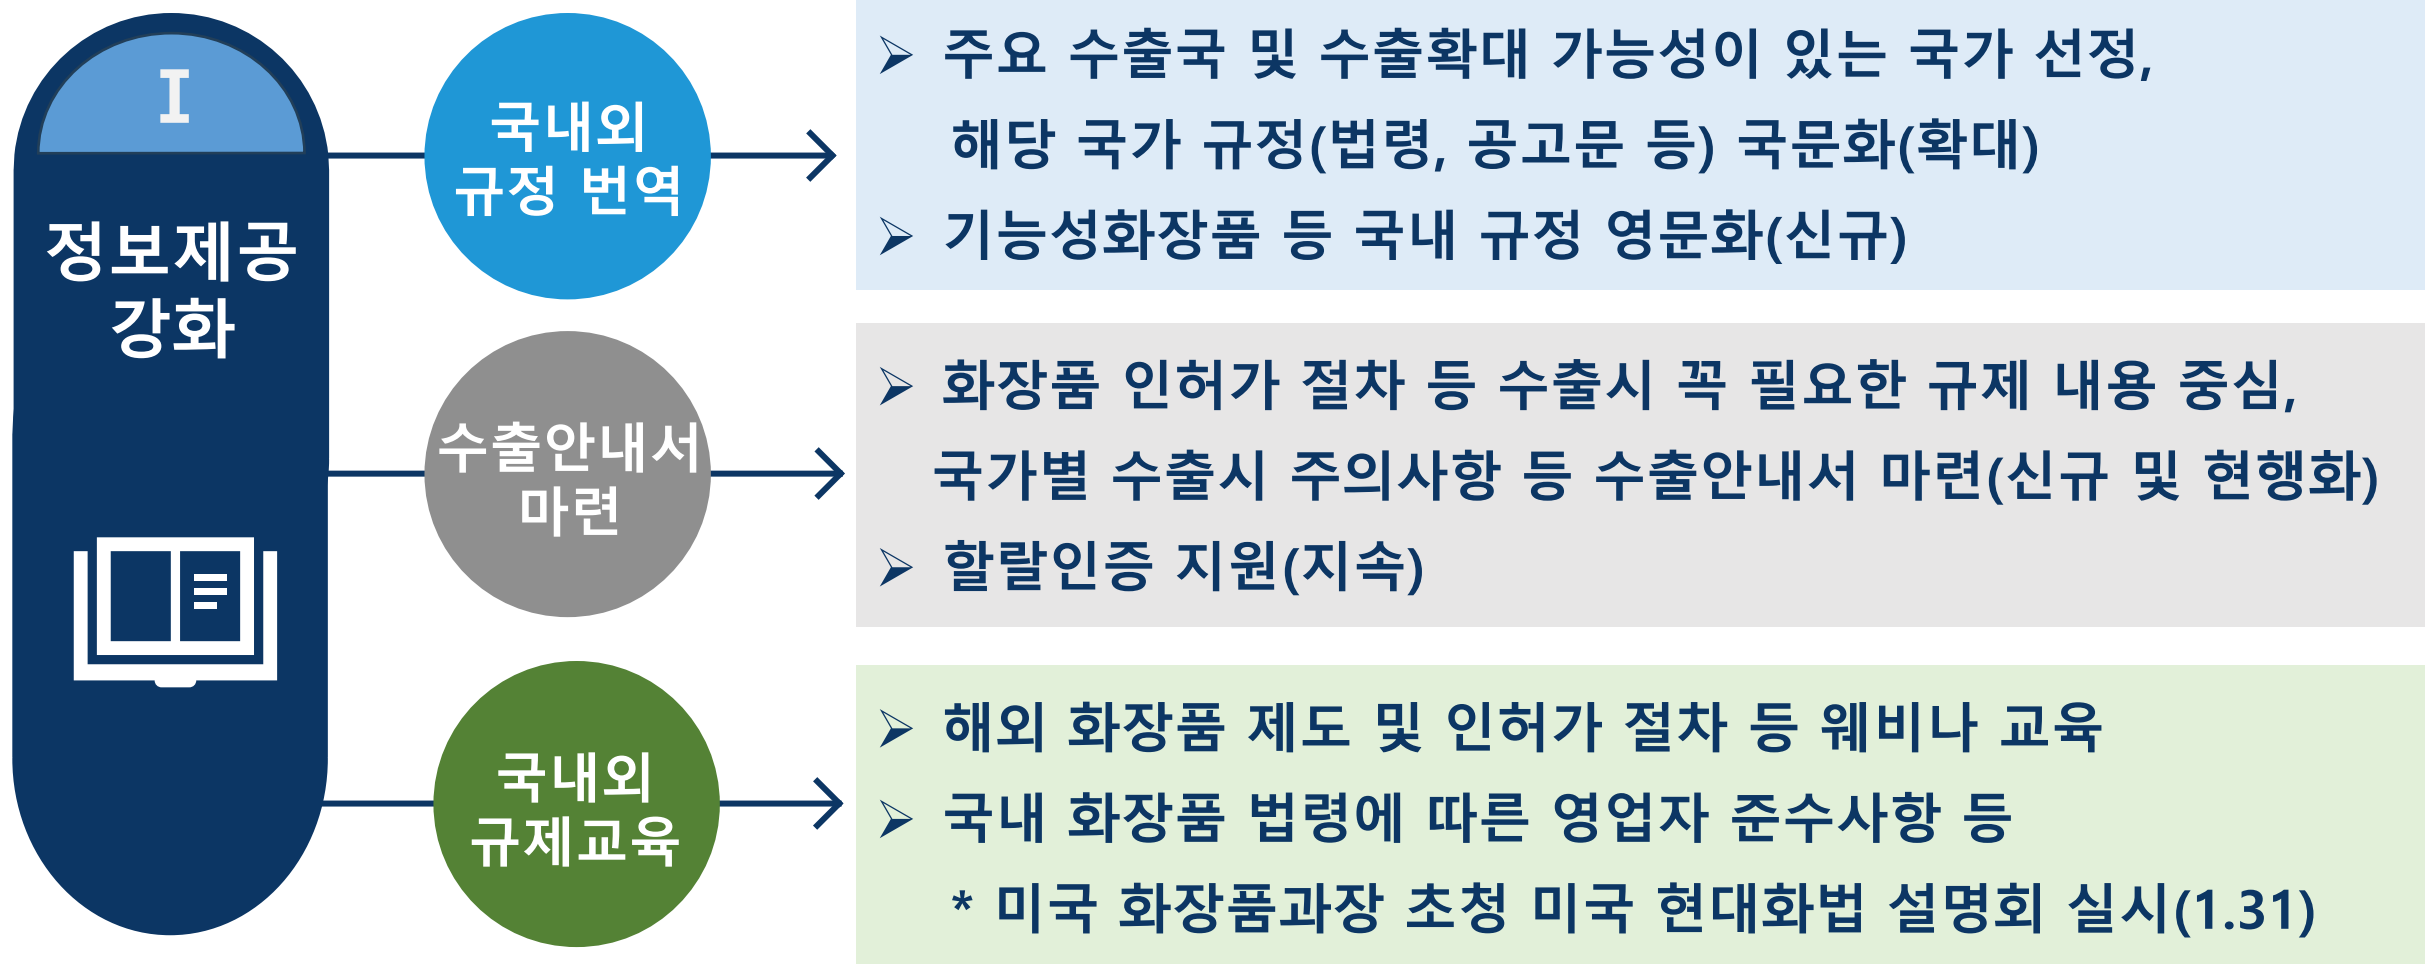 I
정보제공
강화
국내외
규정 번역
➢ 주요 수출국 및 수출확대 가능성이 있는 국가 선정,
해당 국가 규정(법령, 공고문 등) 국문화(확대)
➢ 기능성화장품 등 국내 규정 영문화(신규)
수출안내서
마련
➢ 화장품 인허가 절차 등 수출시 꼭 필요한 규제 내용 중심,
국가별 수출시 주의사항 등 수출안내서 마련(신규 및 현행화)
➢ 할랄인증 지원(지속)
국내외
규제교육
➢ 해외 화장품 제도 및 인허가 절차 등 웨비나 교육
➢ 국내 화장품 법령에 따른 영업자 준수사항 등
* 미국 화장품과장 초청 미국 현대화법 설명회 실시(1.31)